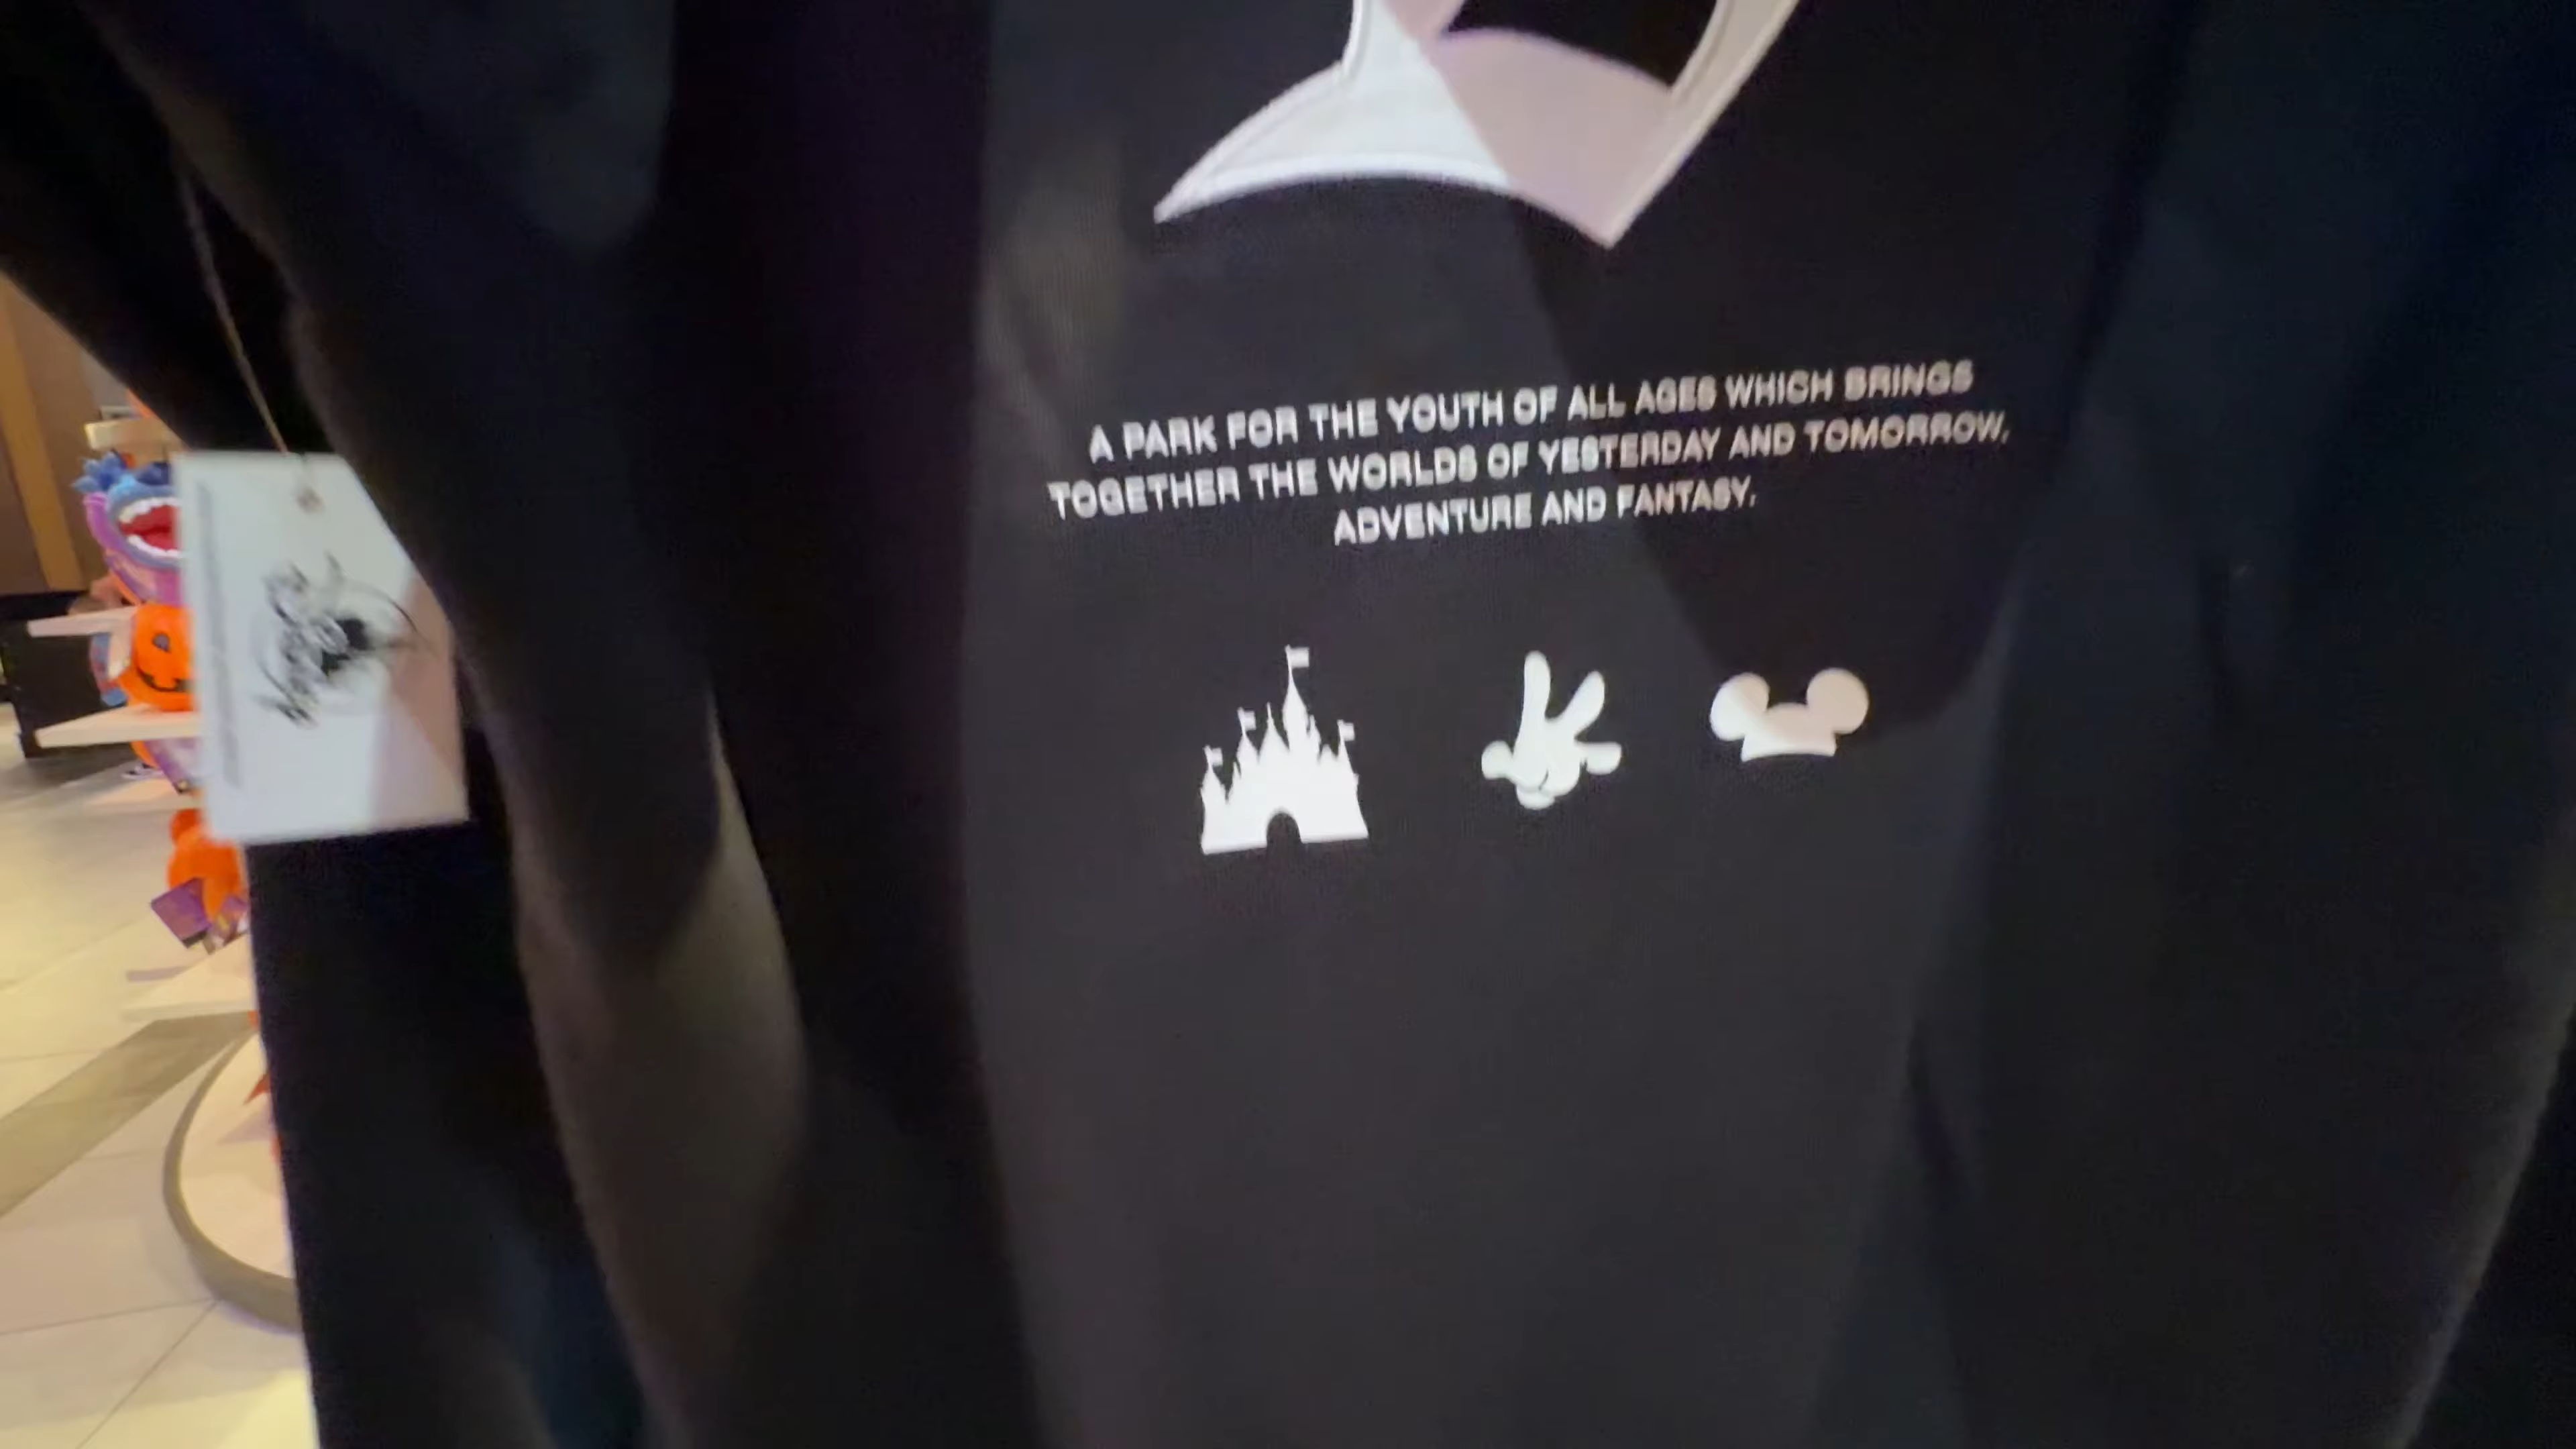 A PARK FOR THE YOUTH OF ALL AGES WHICH BRINGS
TOGETHER THE WORLDS OF YESTERDAY AND TOMORROW,
ADVENTURE AND FANTASY.